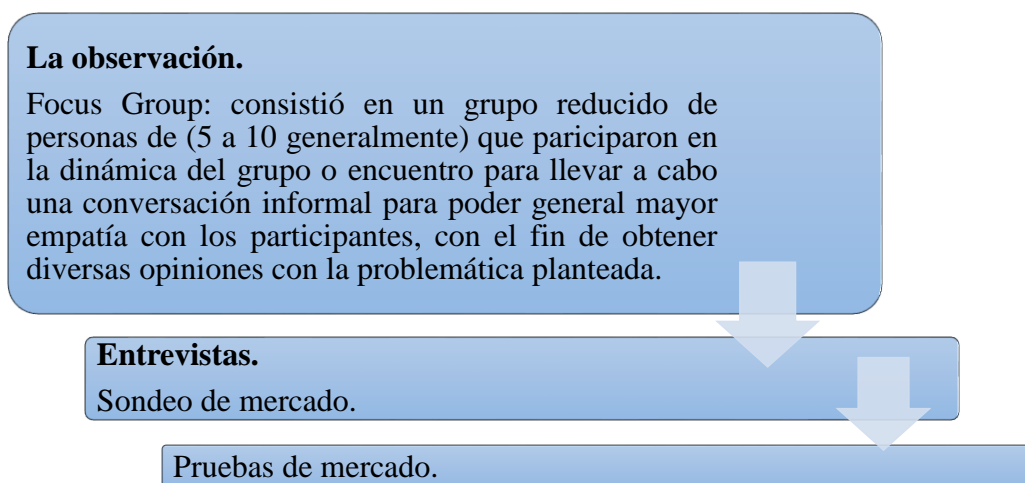 La observación.
Focus Group: consistió en un grupo reducido de
personas de (5 a 10 generalmente) que pariciparon en
la dinámica del grupo o encuentro para llevar a cabo
una conversación informal para poder general mayor
empatía con los participantes, con el fin de obtener
diversas opiniones con la problemática planteada.
Entrevistas.
Sondeo de mercado.
Pruebas de mercado.